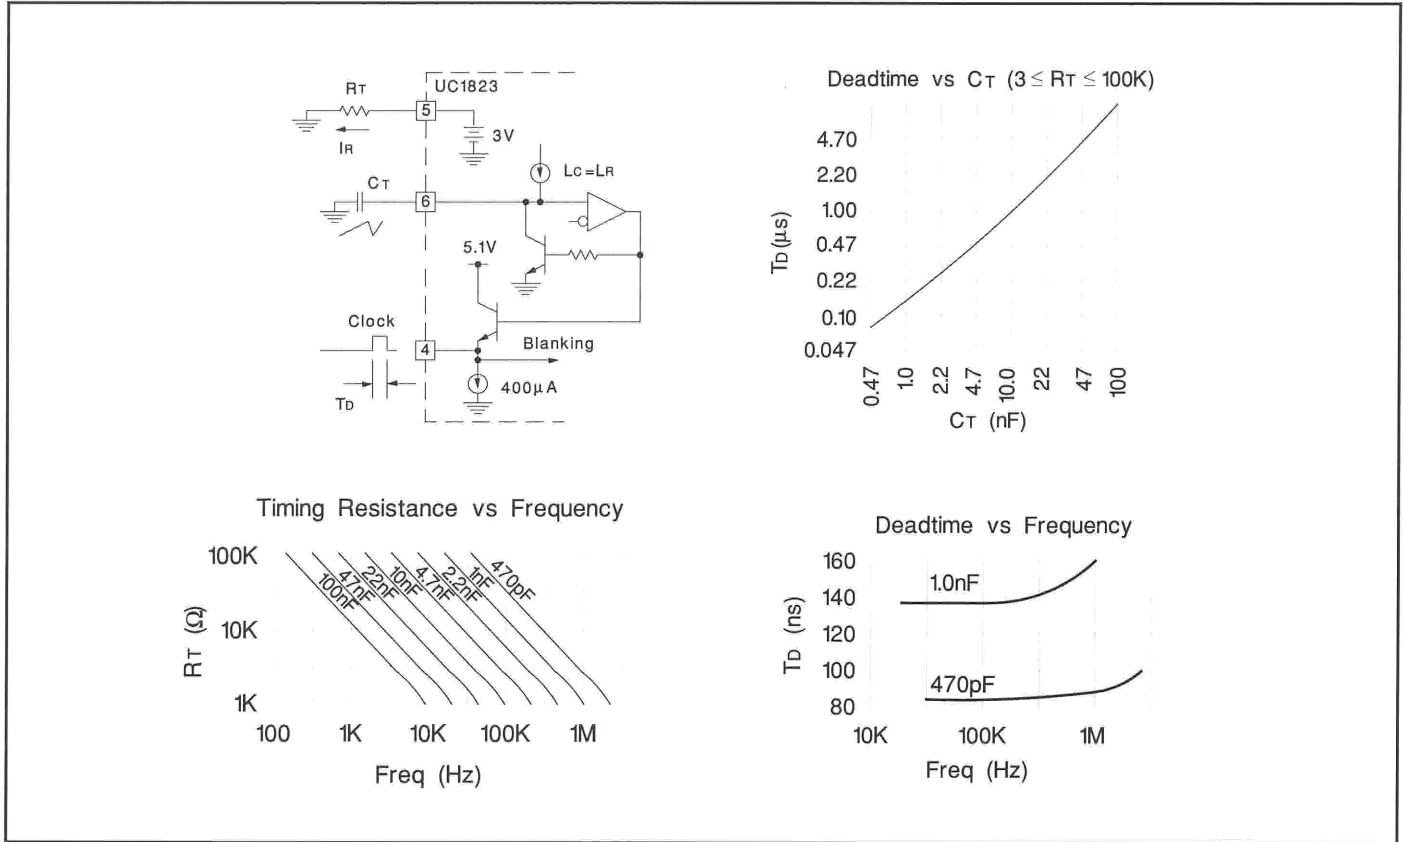 UC1823
RT
5
3V
IR
CT
6
LC=LR
5.1V
Clock
4
Blanking
400μA
TD
Deadtime vs CT (3 ≤ RT ≤ 100K)
TD(μs)
4.70
2.20
1.00
0.47
0.22
0.10
0.047
0.47
1.0
2.2
4.7
10.0
22
47
100
CT (nF)
Timing Resistance vs Frequency
RT (Ω)
100K
10K
1K
100nF
47nF
22nF
10nF
4.7nF
2.2nF
1nF
470pF
100
1K
10K
100K
1M
Freq (Hz)
Deadtime vs Frequency
TD (ns)
160
140
120
100
80
1.0nF
470pF
10K
100K
1M
Freq (Hz)